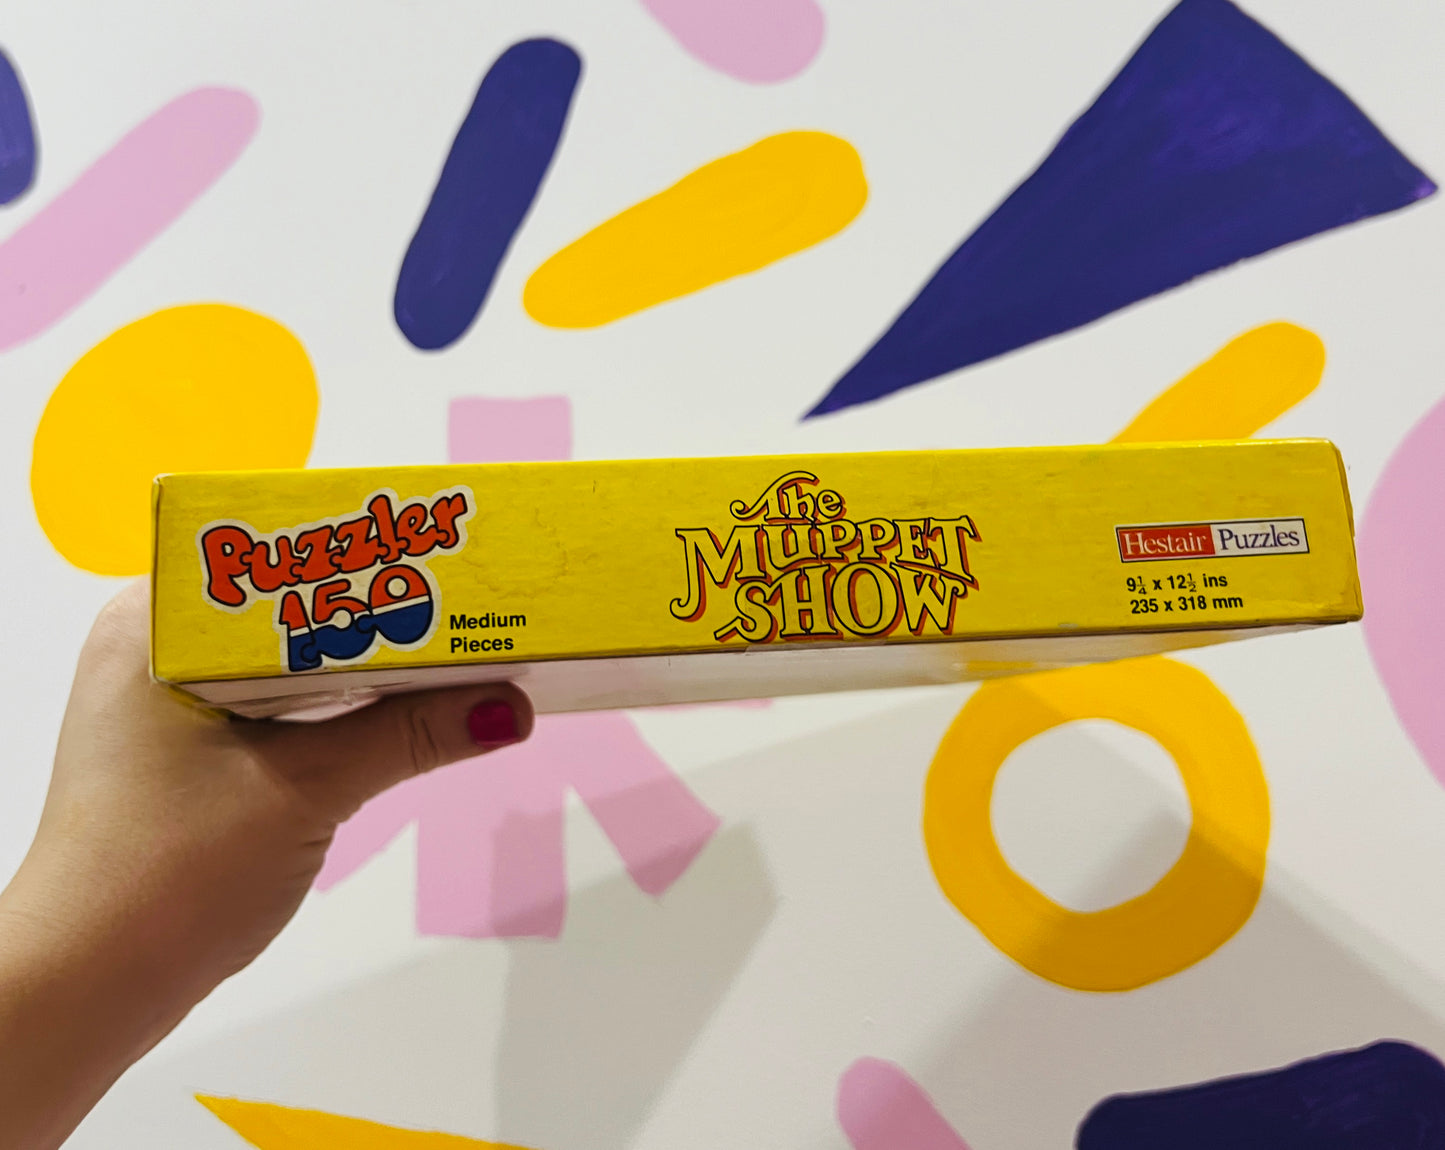 Puzzler
150
Medium
Pieces
The
MUPPET
SHOW
Hestair Puzzles
9¼ x 12½ ins
235 x 318 mm